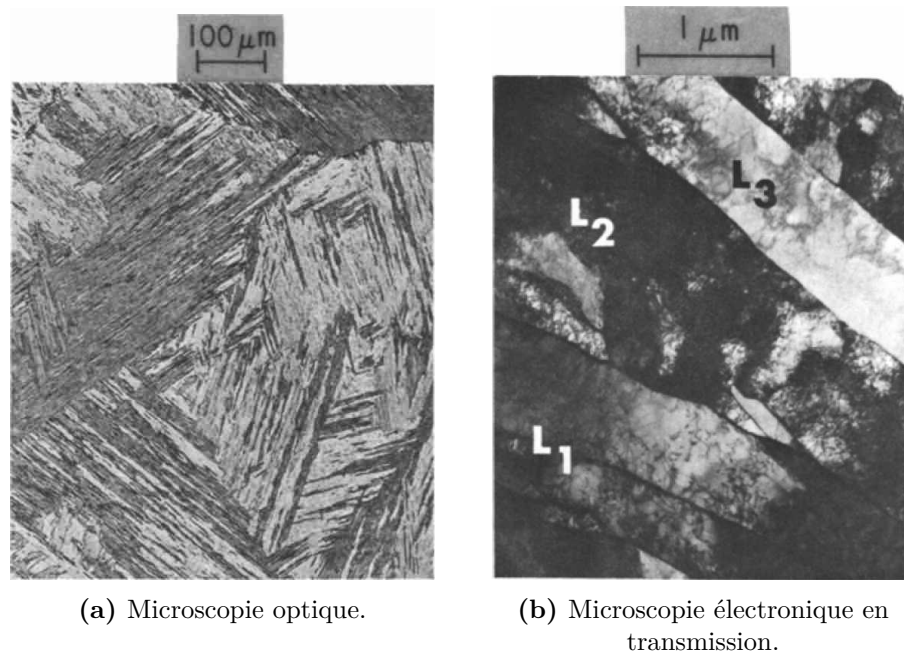 100 μm
1 μm
L3
L2
L1
(a) Microscopie optique.
(b) Microscopie électronique en
transmission.